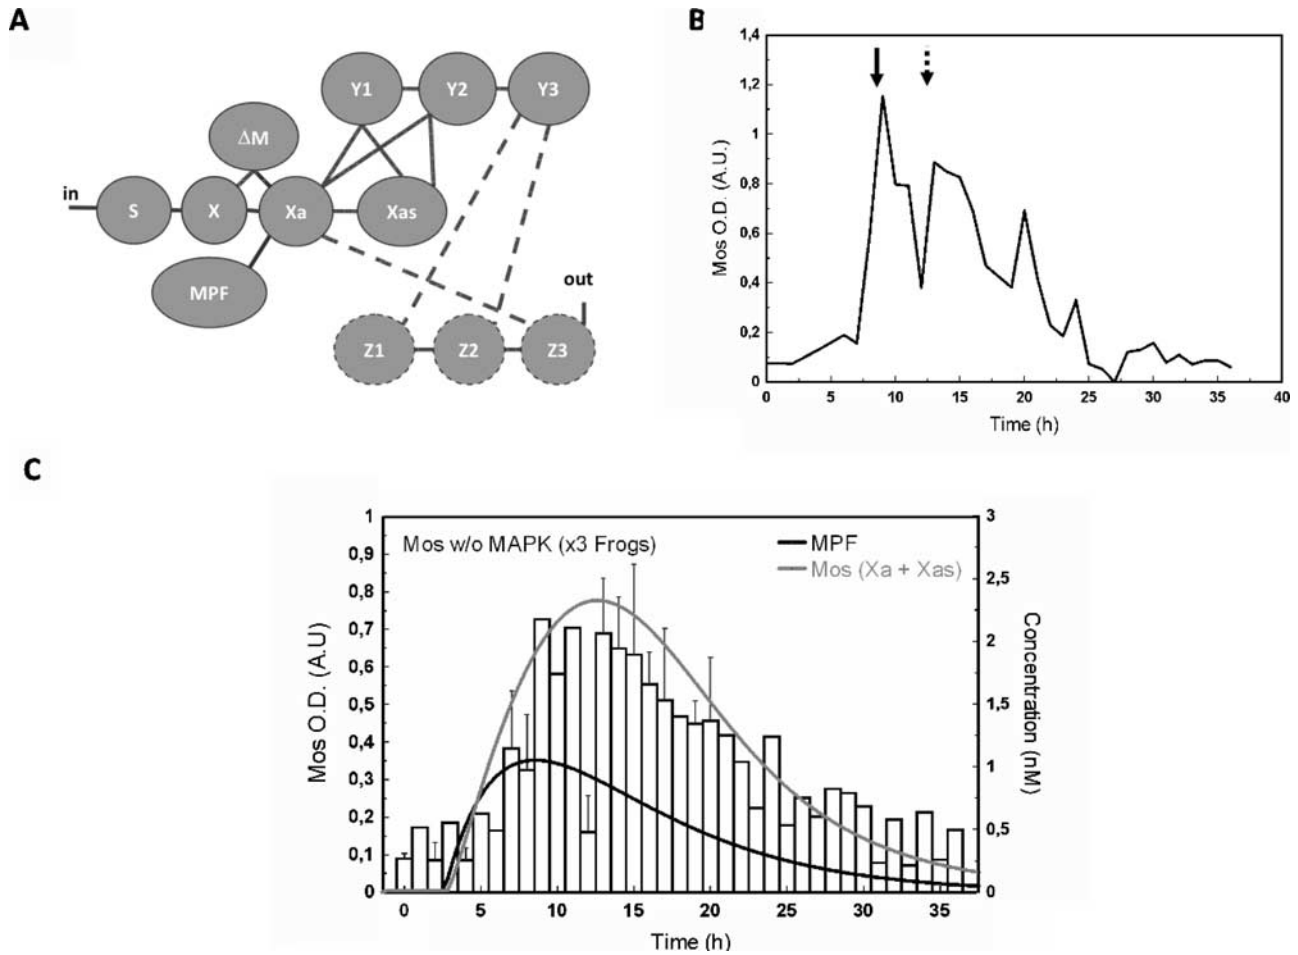 A
Y1 Y2 Y3
ΔM
in
S X Xa Xas
MPF
out
Z1 Z2 Z3
B
1,4
1,2
1
0,8
0,6
0,4
0,2
0
Mos O.D. (A.U.)
0 5 10 15 20 25 30 35 40
Time (h)
C
Mos w/o MAPK (x3 Frogs)
MPF
Mos (Xa + Xas)
1
0,9
0,8
0,7
0,6
0,5
0,4
0,3
0,2
0,1
0
Mos O.D. (A.U)
3
2,5
2
1,5
1
0,5
0
Concentration (nM)
0 5 10 15 20 25 30 35
Time (h)